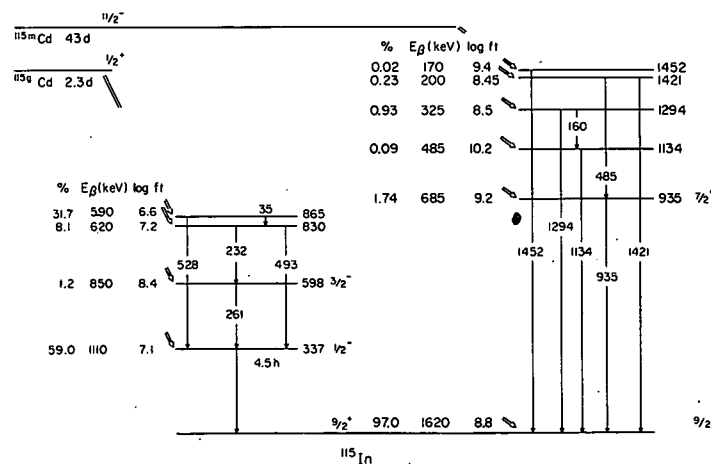 11/2⁻
115m Cd 43 d
1/2⁺
115g Cd 2.3 d
% Eβ (keV) log ft
0.02 170 9.4 1452
0.23 200 8.45 1421
0.93 325 8.5 1294
160
0.09 485 10.2 1134
485
1.74 685 9.2 935 7/2⁺
1294
1452 1134 1421
935
% Eβ (keV) log ft
31.7 590 6.6 35 865
8.1 620 7.2 830
528 232 493
1.2 850 8.4 598 3/2⁻
261
59.0 1110 7.1 337 1/2⁻
4.5 h
9/2⁺ 97.0 1620 8.8 9/2
115 In